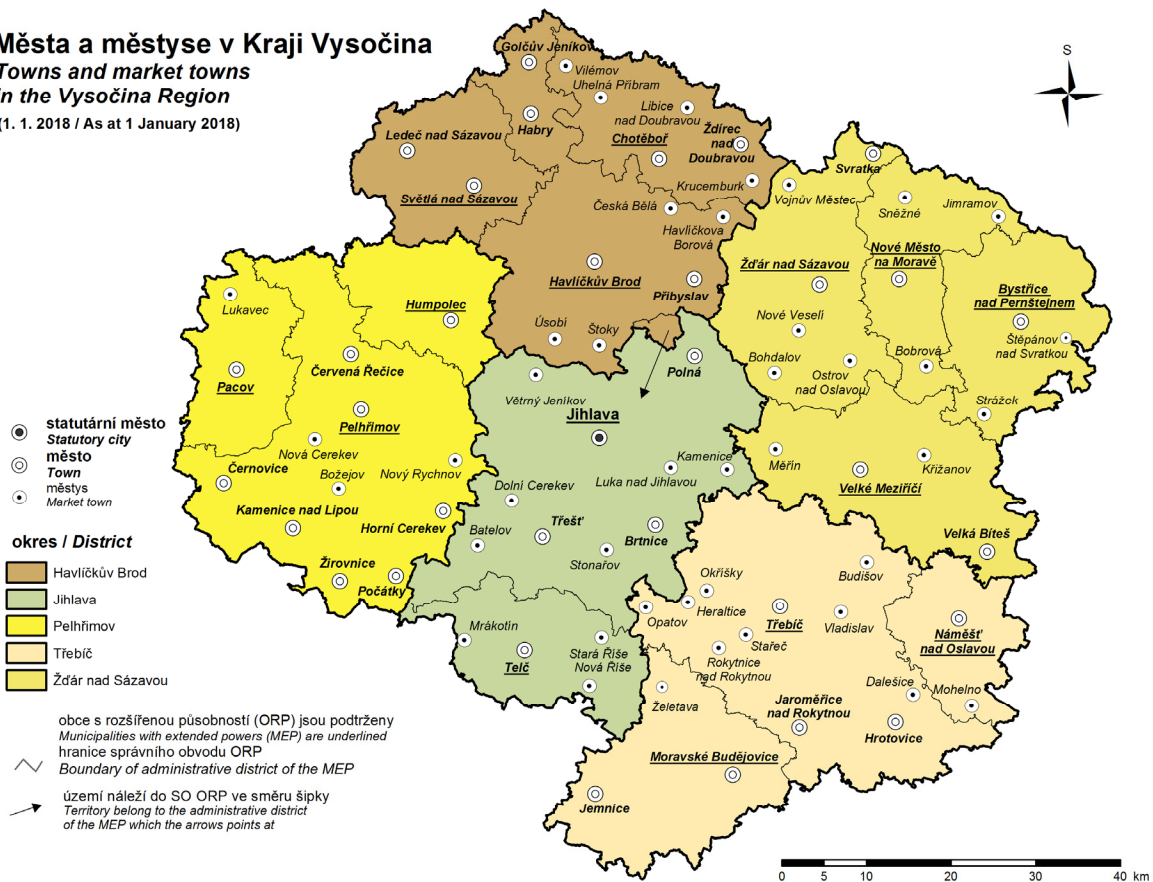 Města a městyse v Kraji Vysočina
Towns and market towns
in the Vysočina Region
(1. 1. 2018 / As at 1 January 2018)
S
Golčův Jeníkov
Vilémov
Uhelná Příbram
Libice
nad Doubravou
Habry
Ledeč nad Sázavou
Chotěboř
Ždírec
nad
Doubravou
Krucemburk
Světlá nad Sázavou
Česká Bělá
Havlíčkova
Borová
Havlíčkův Brod
Přibyslav
Úsobí
Štoky
Svratka
Vojnův Městec
Sněžné
Jimramov
Nové Město
na Moravě
Žďár nad Sázavou
Bystřice
nad Pernštejnem
Nové Veselí
Štěpánov
nad Svratkou
Bohdalov
Ostrov
nad Oslavou
Bobrová
Strážek
Měřín
Křižanov
Velké Meziříčí
Velká Bíteš
Humpolec
Lukavec
Červená Řečice
Pacov
Pelhřimov
Nová Cerekev
Černovice
Božejov
Nový Rychnov
Kamenice nad Lipou
Horní Cerekev
Žirovnice
Počátky
Polná
Větrný Jeníkov
Jihlava
Kamenice
Luka nad Jihlavou
Dolní Cerekev
Třešť
Brtnice
Batelov
Stonařov
Mrákotín
Telč
Stará Říše
Nová Říše
Okříšky
Budišov
Heraltice
Opatov
Třebíč
Vladislav
Stařeč
Náměšť
nad Oslavou
Rokytnice
nad Rokytnou
Dalešice
Mohelno
Želetava
Jaroměřice
nad Rokytnou
Hrotovice
Moravské Budějovice
Jemnice
statutární město
Statutory city
město
Town
městys
Market town
okres / District
Havlíčkův Brod
Jihlava
Pelhřimov
Třebíč
Žďár nad Sázavou
obce s rozšířenou působností (ORP) jsou podtrženy
Municipalities with extended powers (MEP) are underlined
hranice správního obvodu ORP
Boundary of administrative district of the MEP
území náleží do SO ORP ve směru šipky
Territory belong to the administrative district
of the MEP which the arrows points at
0 5 10 20 30 40 km